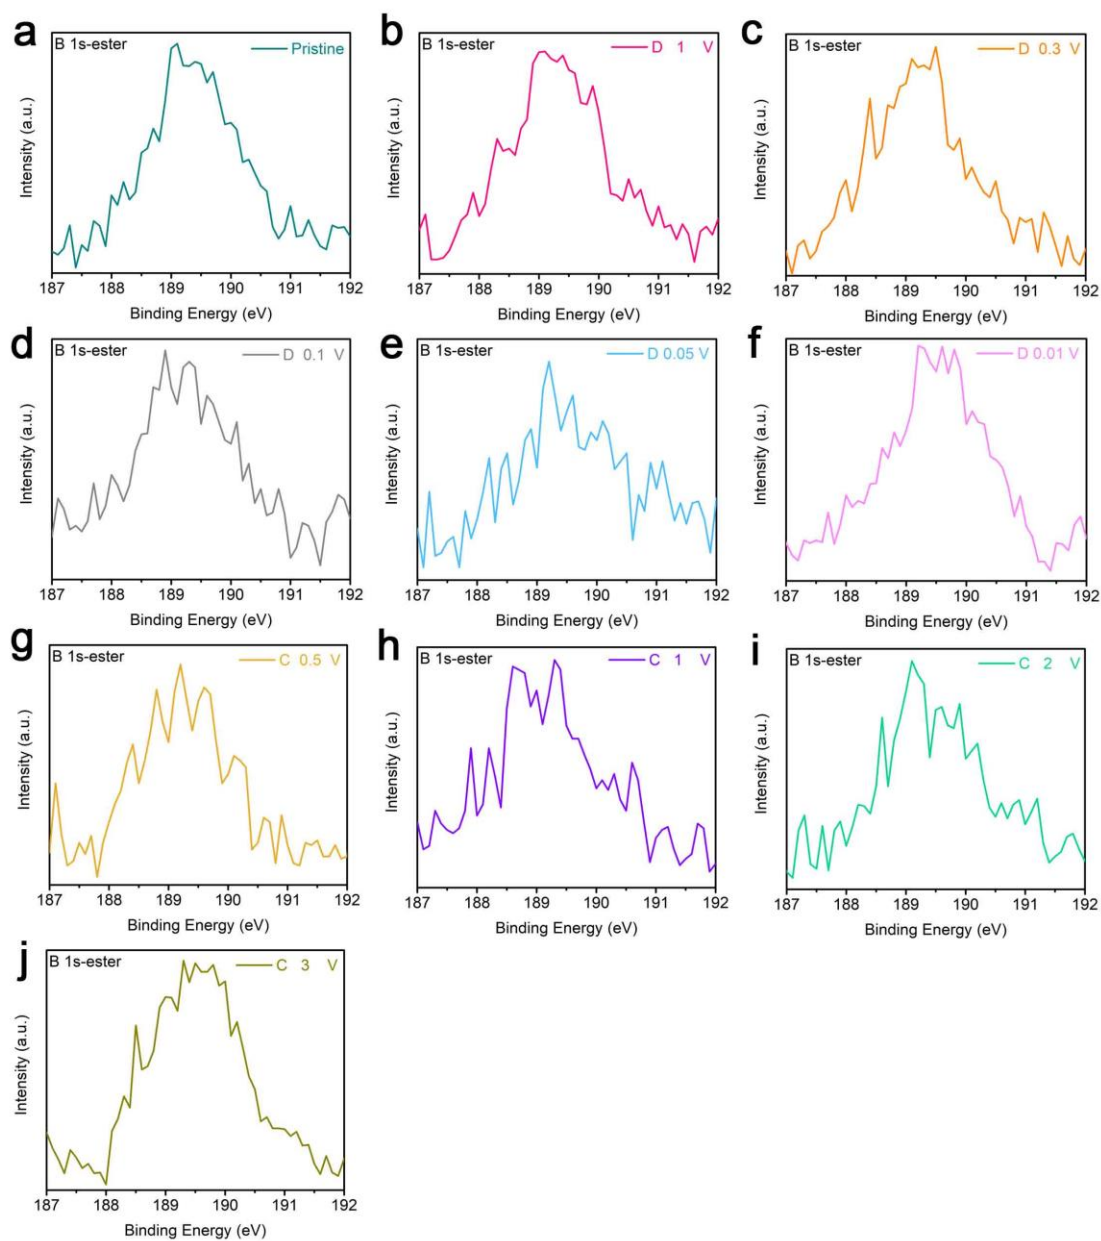 a
B 1s-ester
Pristine
Intensity (a.u.)
187 188 189 190 191 192
Binding Energy (eV)
b
B 1s-ester
D 1 V
Intensity (a.u.)
187 188 189 190 191 192
Binding Energy (eV)
c
B 1s-ester
D 0.3 V
Intensity (a.u.)
187 188 189 190 191 192
Binding Energy (eV)
d
B 1s-ester
D 0.1 V
Intensity (a.u.)
187 188 189 190 191 192
Binding Energy (eV)
e
B 1s-ester
D 0.05 V
Intensity (a.u.)
187 188 189 190 191 192
Binding Energy (eV)
f
B 1s-ester
D 0.01 V
Intensity (a.u.)
187 188 189 190 191 192
Binding Energy (eV)
g
B 1s-ester
C 0.5 V
Intensity (a.u.)
187 188 189 190 191 192
Binding Energy (eV)
h
B 1s-ester
C 1 V
Intensity (a.u.)
187 188 189 190 191 192
Binding Energy (eV)
i
B 1s-ester
C 2 V
Intensity (a.u.)
187 188 189 190 191 192
Binding Energy (eV)
j
B 1s-ester
C 3 V
Intensity (a.u.)
187 188 189 190 191 192
Binding Energy (eV)